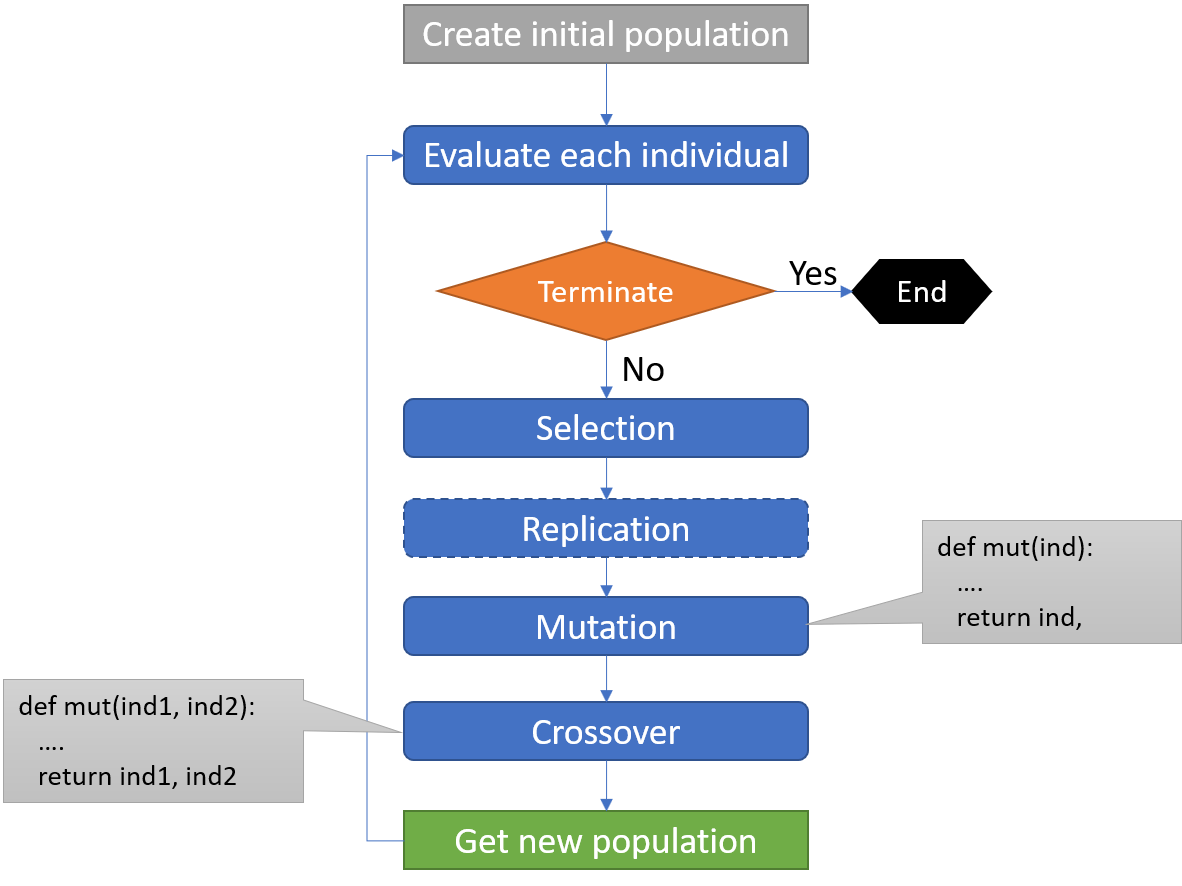 Create initial population
Evaluate each individual
Terminate
Yes
End
No
Selection
Replication
def mut(ind):
....
return ind,
Mutation
def mut(ind1, ind2):
....
return ind1, ind2
Crossover
Get new population